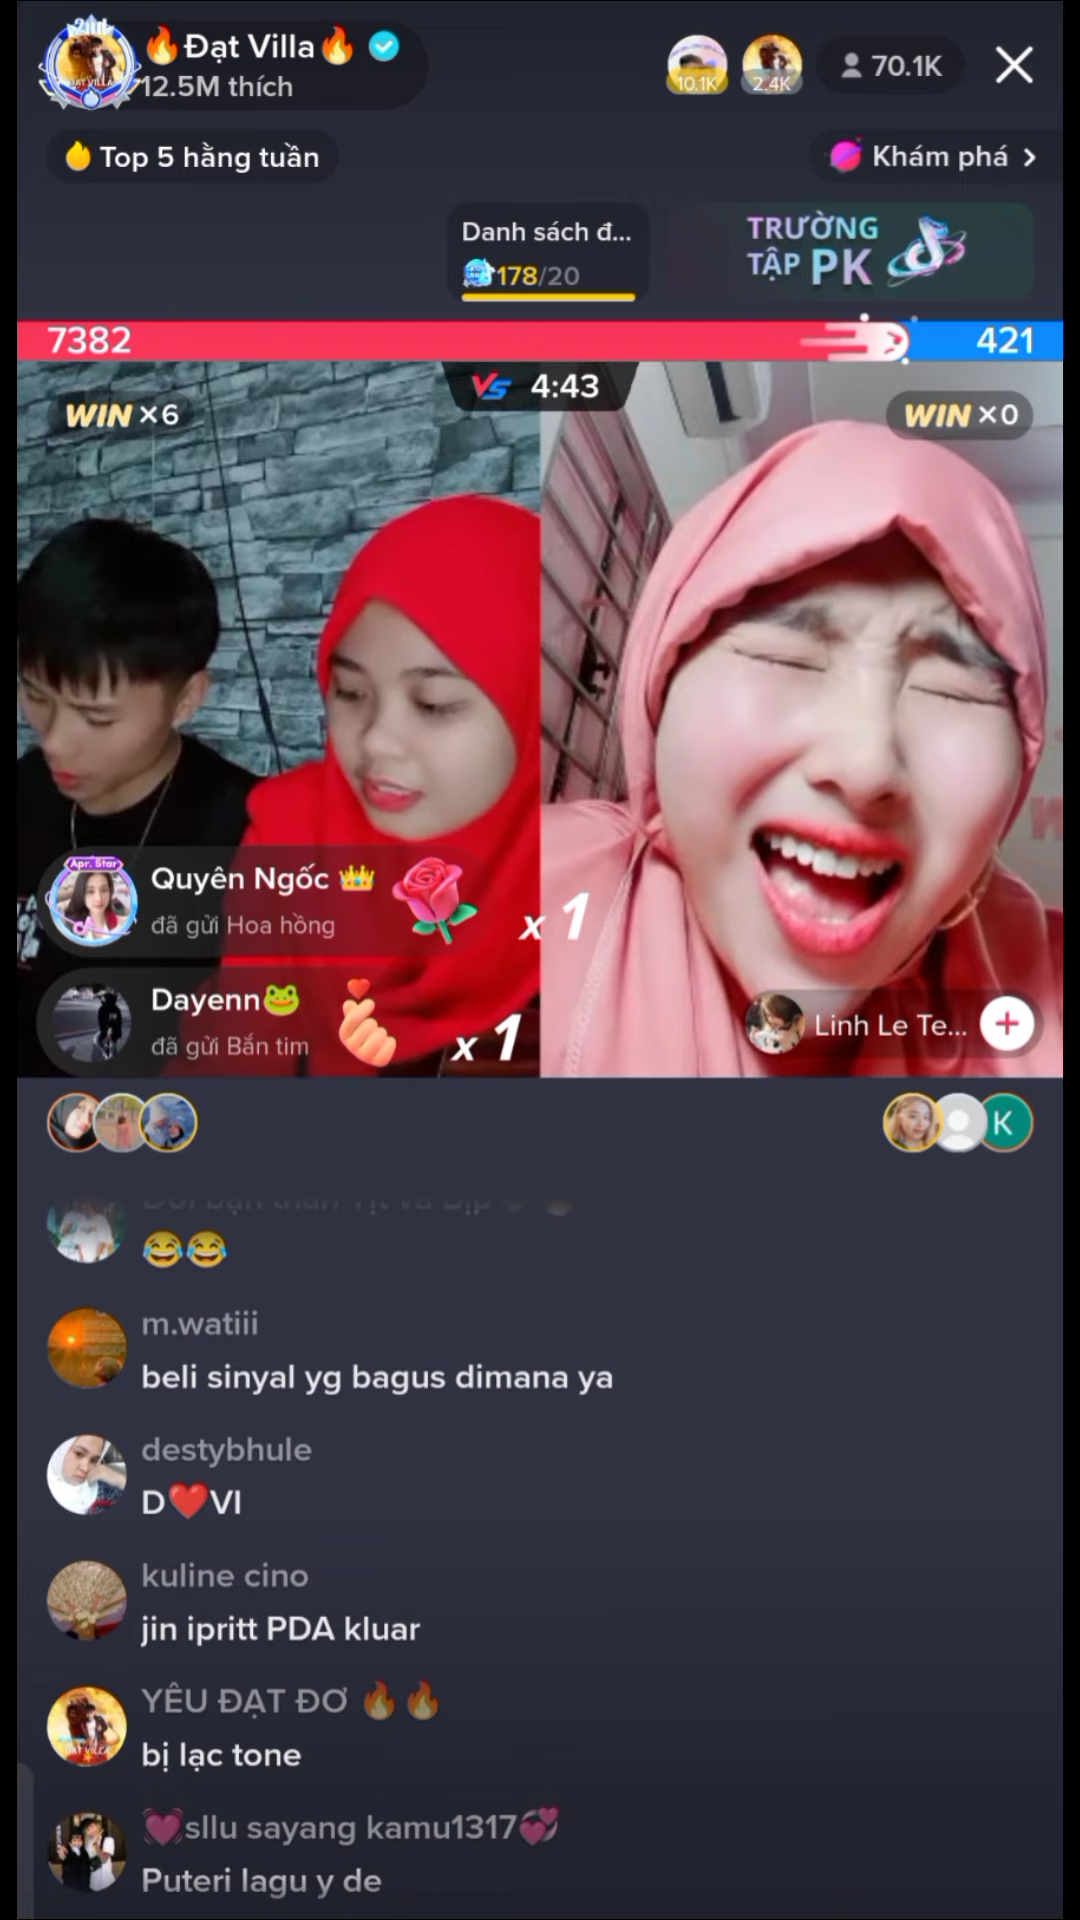 🔥Đạt Villa🔥
12.5M thích
10.1K
2.4K
70.1K
Top 5 hằng tuần
Khám phá >
Danh sách đ...
178/20
TRƯỜNG
TẬP PK
7382
421
VS 4:43
WIN ×6
WIN ×0
Apr. Star
Quyên Ngốc 👑
đã gửi Hoa hồng
x 1
Dayenn🐸
đã gửi Bắn tim
x 1
Linh Le Te...
K
😂😂
m.watiii
beli sinyal yg bagus dimana ya
destybhule
D❤️VI
kuline cino
jin ipritt PDA kluar
YÊU ĐẠT ĐƠ 🔥🔥
bị lạc tone
💓sllu sayang kamu1317💞
Puteri lagu y de